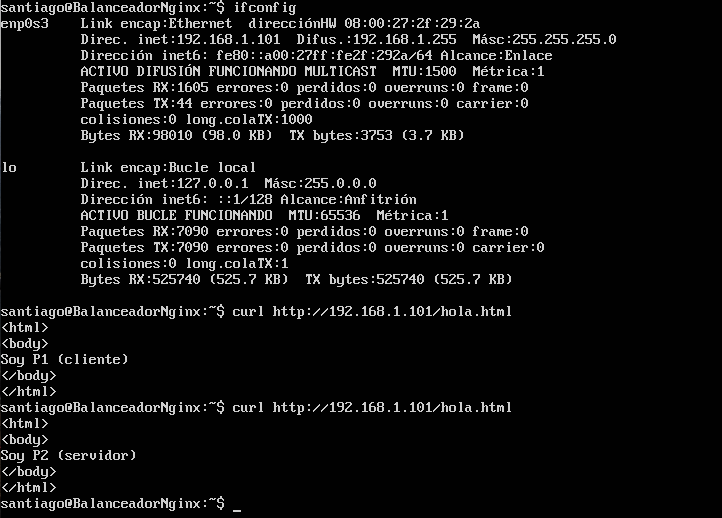 santiago@BalanceadorNginx:~$ ifconfig
enp0s3    Link encap:Ethernet  direcciónHW 08:00:27:2f:29:2a
          Direc. inet:192.168.1.101  Difus.:192.168.1.255  Másc:255.255.255.0
          Dirección inet6: fe80::a00:27ff:fe2f:292a/64 Alcance:Enlace
          ACTIVO DIFUSIÓN FUNCIONANDO MULTICAST  MTU:1500  Métrica:1
          Paquetes RX:1605 errores:0 perdidos:0 overruns:0 frame:0
          Paquetes TX:44 errores:0 perdidos:0 overruns:0 carrier:0
          colisiones:0 long.colaTX:1000
          Bytes RX:98010 (98.0 KB)  TX bytes:3753 (3.7 KB)

lo        Link encap:Bucle local
          Direc. inet:127.0.0.1  Másc:255.0.0.0
          Dirección inet6: ::1/128 Alcance:Anfitrión
          ACTIVO BUCLE FUNCIONANDO  MTU:65536  Métrica:1
          Paquetes RX:7090 errores:0 perdidos:0 overruns:0 frame:0
          Paquetes TX:7090 errores:0 perdidos:0 overruns:0 carrier:0
          colisiones:0 long.colaTX:1
          Bytes RX:525740 (525.7 KB)  TX bytes:525740 (525.7 KB)

santiago@BalanceadorNginx:~$ curl http://192.168.1.101/hola.html
<html>
<body>
Soy P1 (cliente)
</body>
</html>
santiago@BalanceadorNginx:~$ curl http://192.168.1.101/hola.html
<html>
<body>
Soy P2 (servidor)
</body>
</html>
santiago@BalanceadorNginx:~$ _